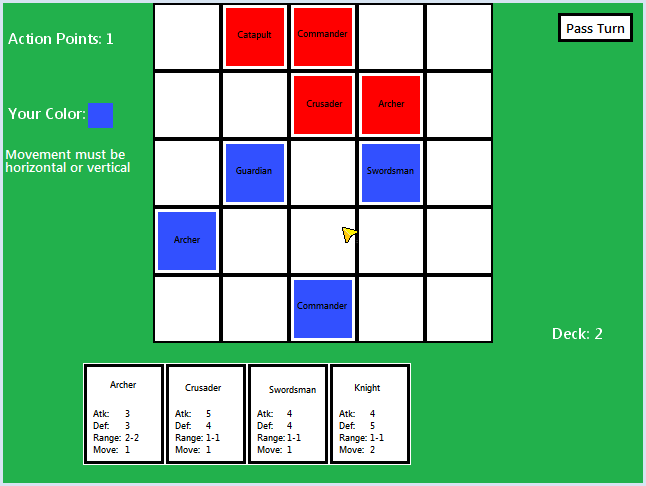 Action Points: 1
Pass Turn
Your Color:
Movement must be
horizontal or vertical
Catapult
Commander
Crusader
Archer
Guardian
Swordsman
Archer
Commander
Deck: 2
Archer
Atk: 3
Def: 3
Range: 2-2
Move: 1
Crusader
Atk: 5
Def: 4
Range: 1-1
Move: 1
Swordsman
Atk: 4
Def: 4
Range: 1-1
Move: 1
Knight
Atk: 4
Def: 5
Range: 1-1
Move: 2